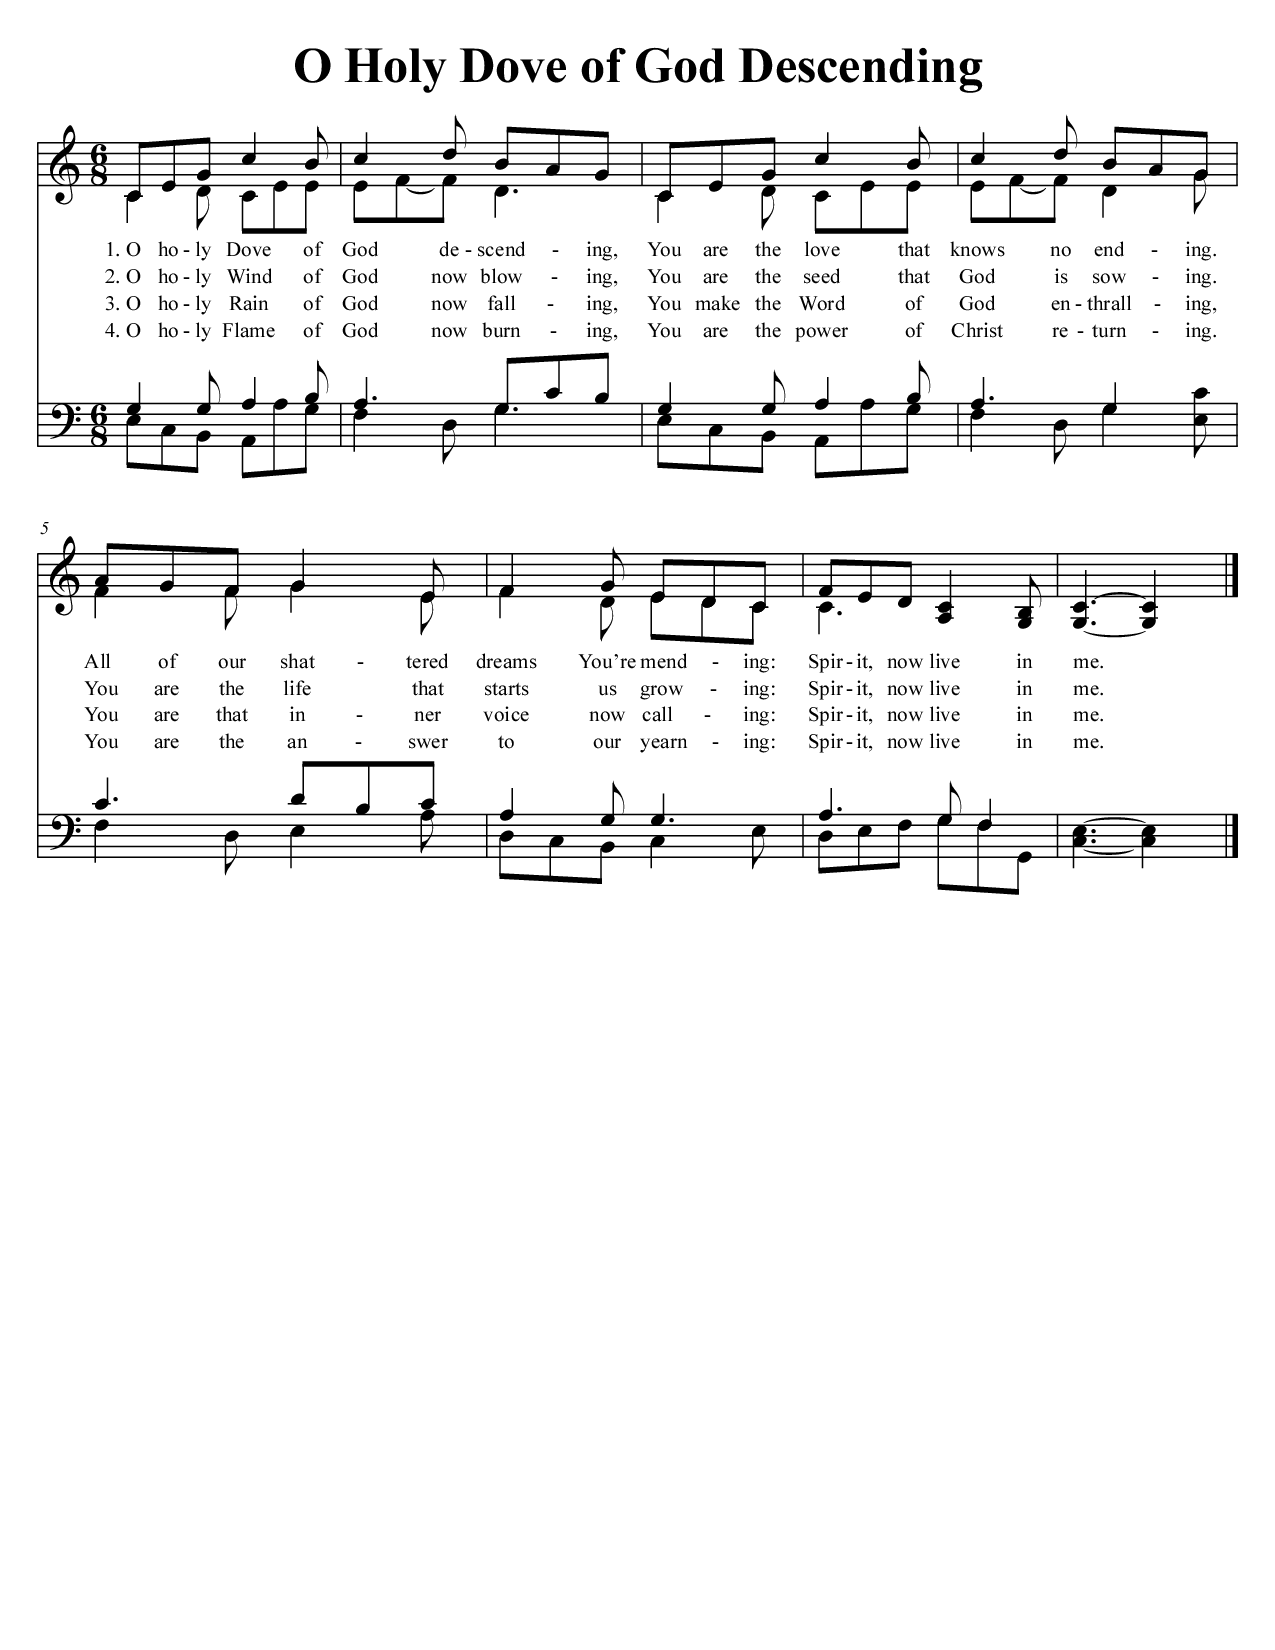 O Holy Dove of God Descending
6 8
1. O ho - ly Dove of God de - scend - ing, You are the love that knows no end - ing.
2. O ho - ly Wind of God now blow - ing, You are the seed that God is sow - ing.
3. O ho - ly Rain of God now fall - ing, You make the Word of God en - thrall - ing,
4. O ho - ly Flame of God now burn - ing, You are the power of Christ re - turn - ing.
6 8
5
All of our shat - tered dreams You’re mend - ing: Spir - it, now live in me.
You are the life that starts us grow - ing: Spir - it, now live in me.
You are that in - ner voice now call - ing: Spir - it, now live in me.
You are the an - swer to our yearn - ing: Spir - it, now live in me.